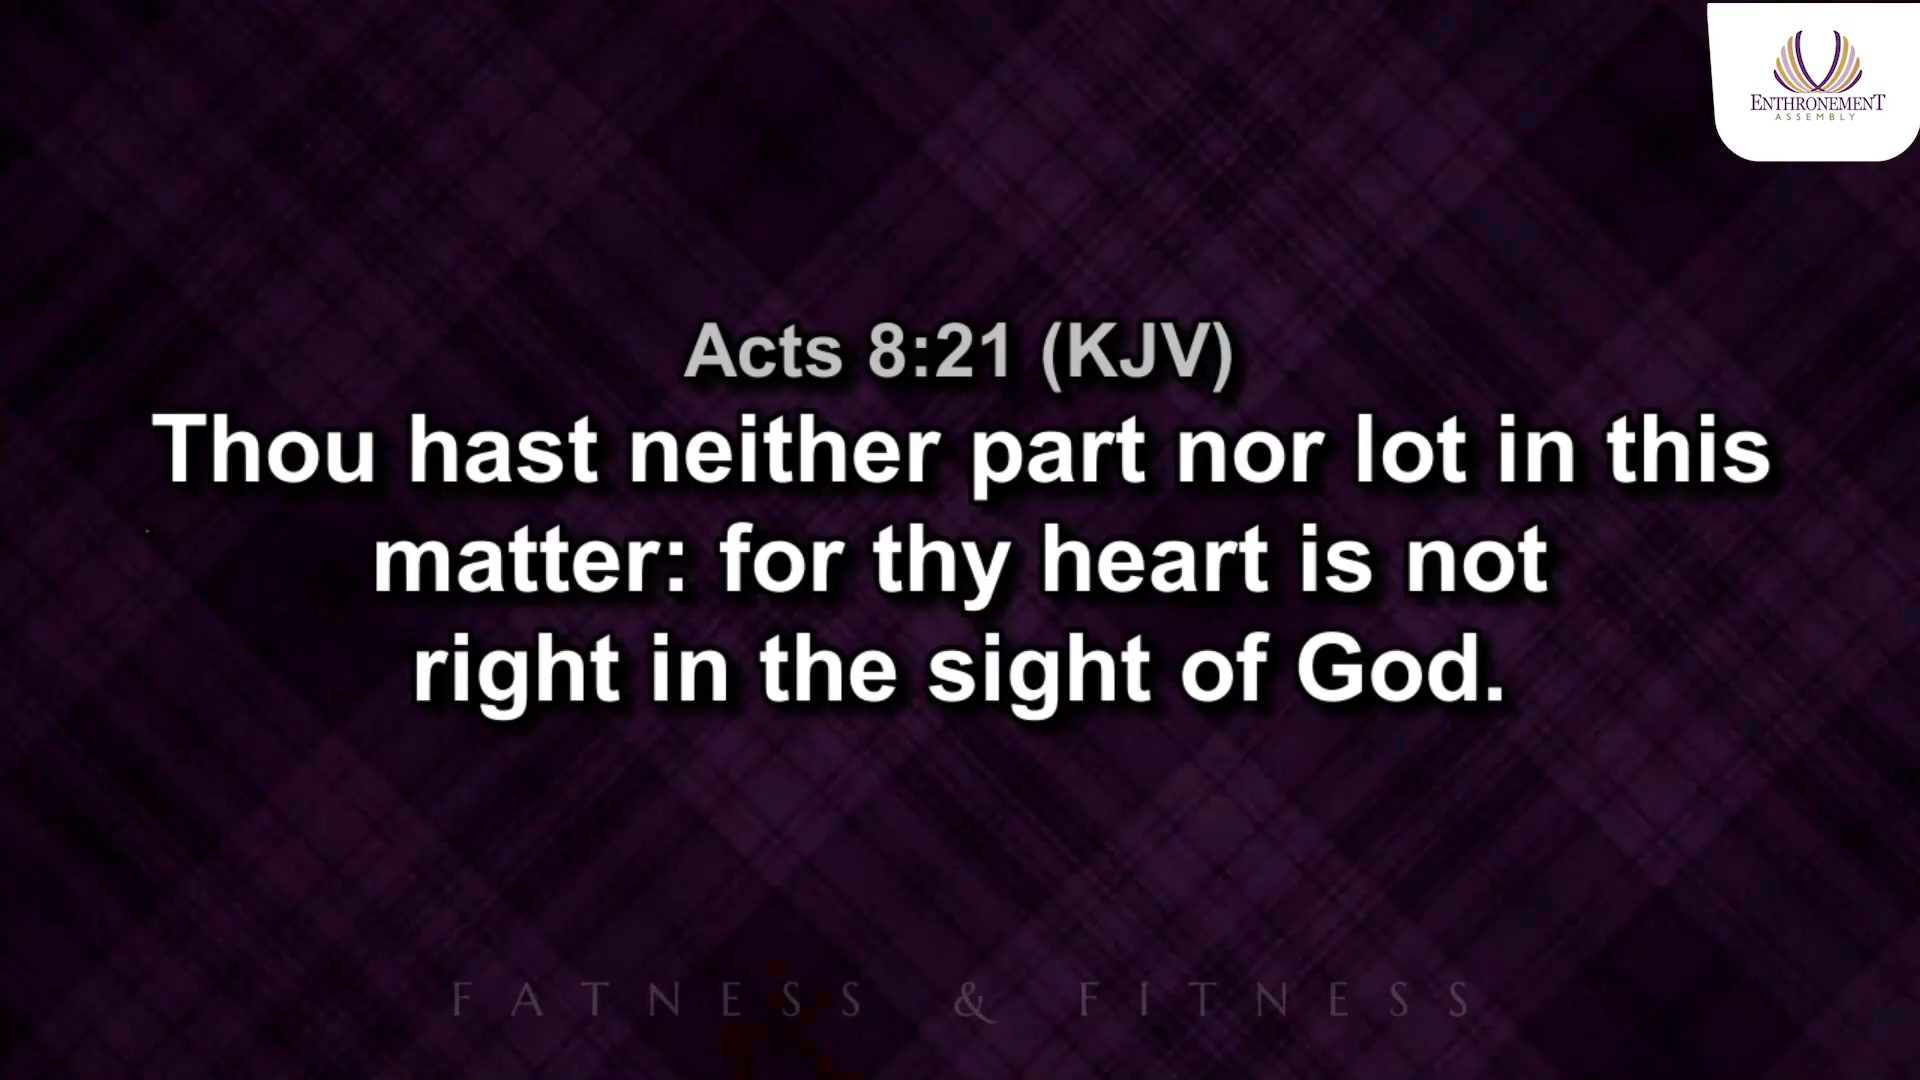 ENTHRONEMENT
ASSEMBLY
Acts 8:21 (KJV)
Thou hast neither part nor lot in this
matter: for thy heart is not
right in the sight of God.
FATNESS & FITNESS